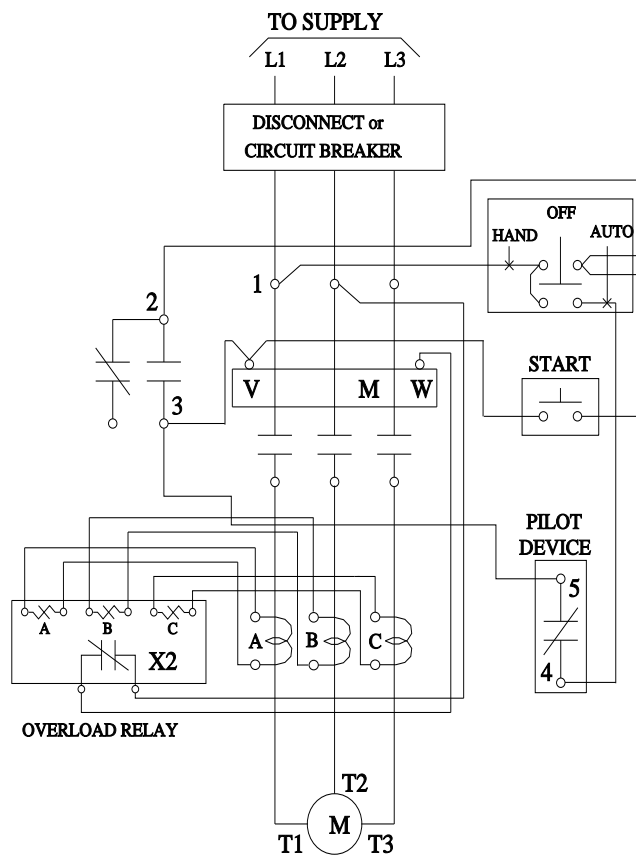 TO SUPPLY
L1 L2 L3
DISCONNECT or
CIRCUIT BREAKER
OFF
HAND AUTO
1
2
START
V M W
3
PILOT
DEVICE
5
A B C
A B C
X2
4
OVERLOAD RELAY
T2
M
T1 T3